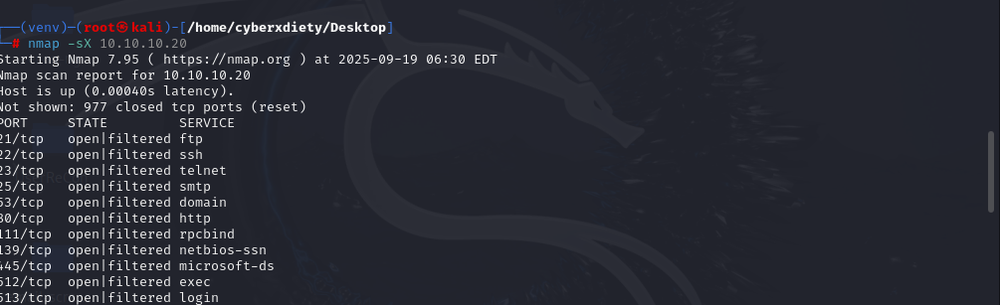 (venv)─(root㉿kali)-[/home/cyberxdiety/Desktop]
# nmap -sX 10.10.10.20
Starting Nmap 7.95 ( https://nmap.org ) at 2025-09-19 06:30 EDT
Nmap scan report for 10.10.10.20
Host is up (0.00040s latency).
Not shown: 977 closed tcp ports (reset)
PORT     STATE         SERVICE
21/tcp   open|filtered ftp
22/tcp   open|filtered ssh
23/tcp   open|filtered telnet
25/tcp   open|filtered smtp
53/tcp   open|filtered domain
80/tcp   open|filtered http
111/tcp  open|filtered rpcbind
139/tcp  open|filtered netbios-ssn
445/tcp  open|filtered microsoft-ds
512/tcp  open|filtered exec
513/tcp  open|filtered login